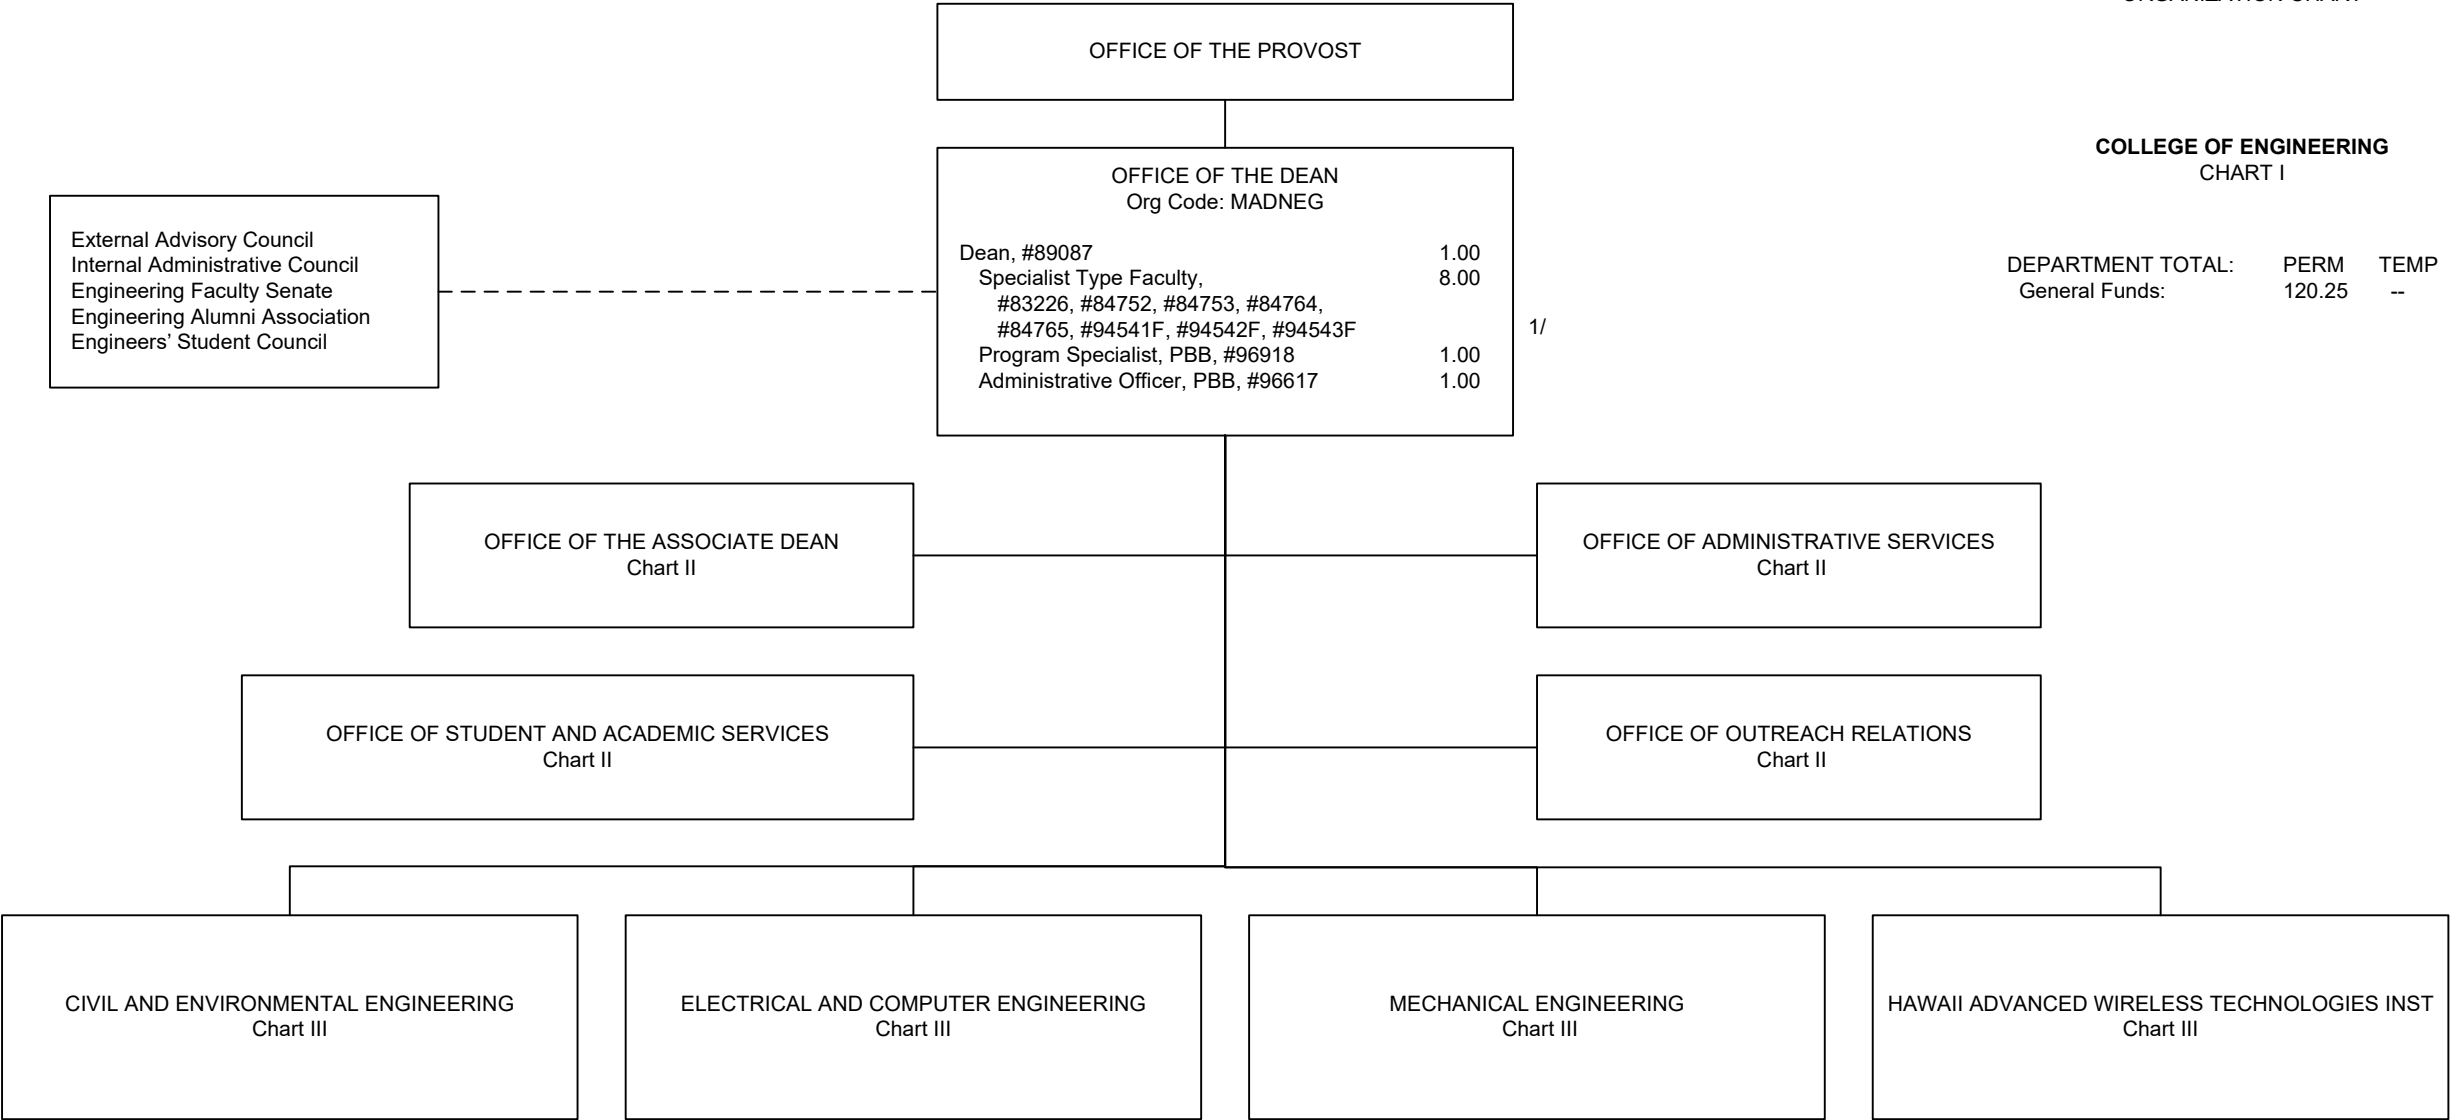 OFFICE OF THE PROVOST
COLLEGE OF ENGINEERING
CHART I
DEPARTMENT TOTAL: PERM TEMP
General Funds: 120.25 --
External Advisory Council
Internal Administrative Council
Engineering Faculty Senate
Engineering Alumni Association
Engineers’ Student Council
OFFICE OF THE DEAN
Org Code: MADNEG
Dean, #89087 1.00
Specialist Type Faculty, 8.00
#83226, #84752, #84753, #84764,
#84765, #94541F, #94542F, #94543F
1/
Program Specialist, PBB, #96918 1.00
Administrative Officer, PBB, #96617 1.00
OFFICE OF THE ASSOCIATE DEAN
Chart II
OFFICE OF ADMINISTRATIVE SERVICES
Chart II
OFFICE OF STUDENT AND ACADEMIC SERVICES
Chart II
OFFICE OF OUTREACH RELATIONS
Chart II
CIVIL AND ENVIRONMENTAL ENGINEERING
Chart III
ELECTRICAL AND COMPUTER ENGINEERING
Chart III
MECHANICAL ENGINEERING
Chart III
HAWAII ADVANCED WIRELESS TECHNOLOGIES INST
Chart III